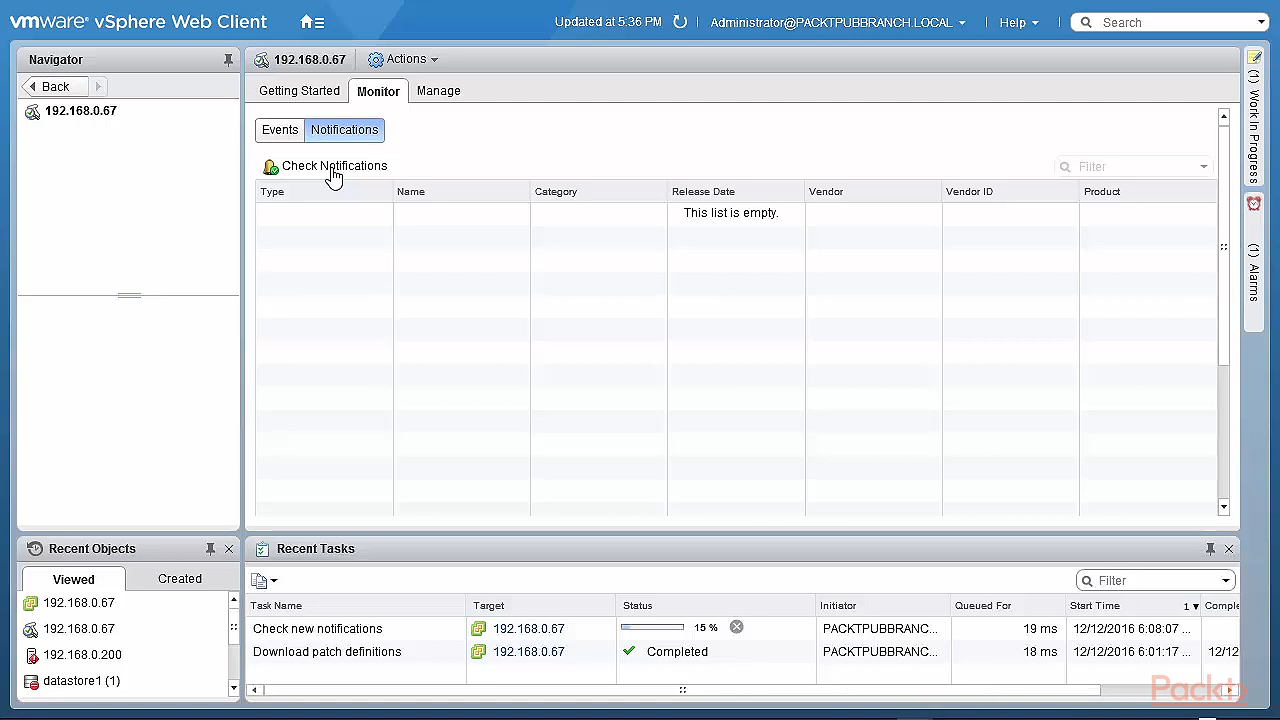 vmware® vSphere Web Client
Updated at 5:36 PM
Administrator@PACKTPUBBRANCH.LOCAL
Help
Search
Navigator
Back
192.168.0.67
192.168.0.67
Actions
Getting Started
Monitor
Manage
Events
Notifications
Check Notifications
Filter
Type
Name
Category
Release Date
Vendor
Vendor ID
Product
This list is empty.
(1) Work In Progress
(1) Alarms
Recent Objects
Viewed
Created
192.168.0.67
192.168.0.67
192.168.0.200
datastore1 (1)
Recent Tasks
Filter
Task Name
Target
Status
Initiator
Queued For
Start Time
1
Comple
Check new notifications
192.168.0.67
15 %
PACKTPUBBRANC...
19 ms
12/12/2016 6:08:07 ...
Download patch definitions
192.168.0.67
Completed
PACKTPUBBRANC...
18 ms
12/12/2016 6:01:17 ...
12/12
Packt